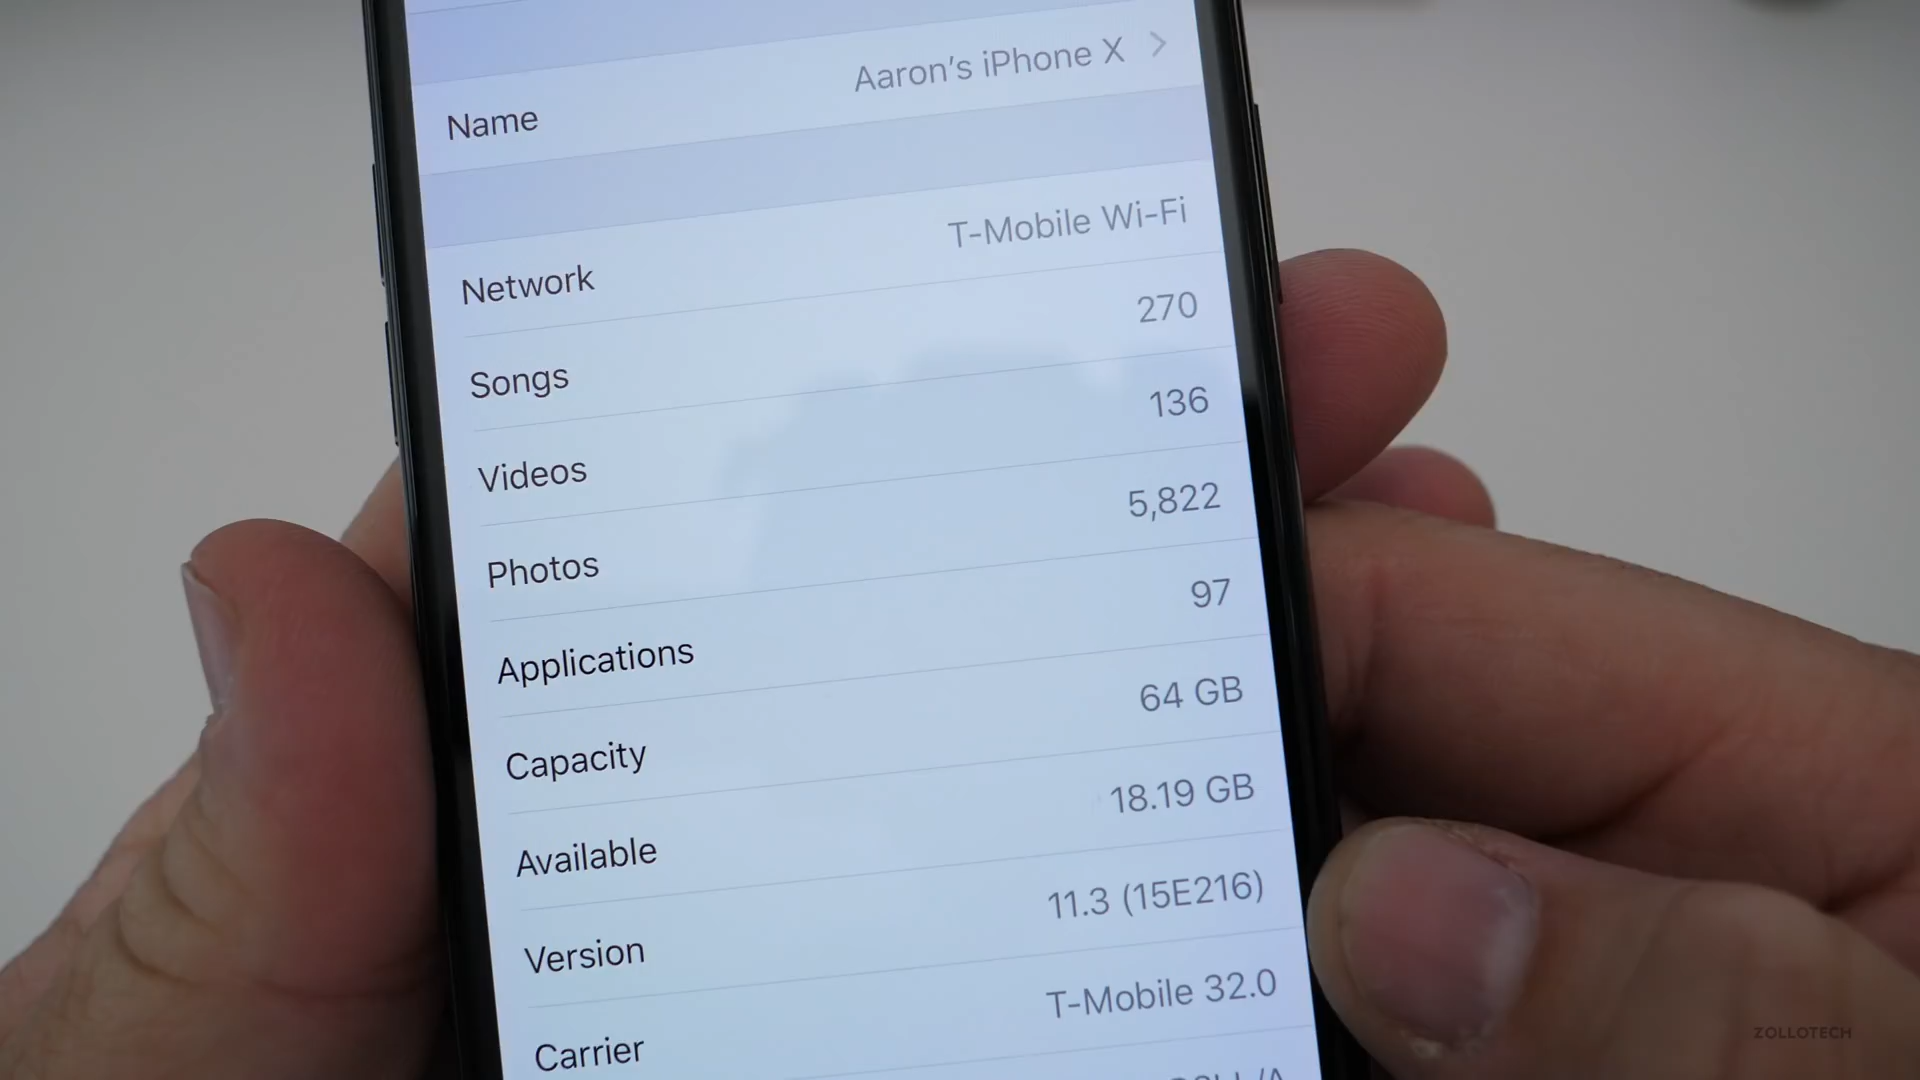 Name Aaron's iPhone X
Network T-Mobile Wi-Fi
Songs 270
Videos 136
Photos 5,822
Applications 97
Capacity 64 GB
Available 18.19 GB
Version 11.3 (15E216)
Carrier T-Mobile 32.0
ZOLLOTECH